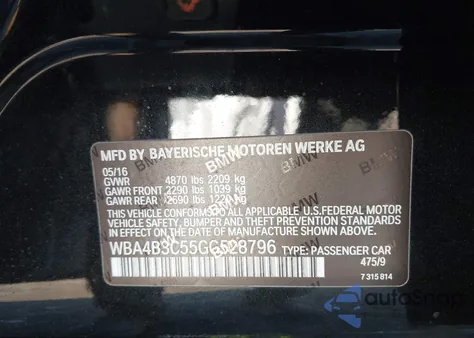 MFD BY BAYERISCHE MOTOREN WERKE AG
05/16
GVWR 4870 lbs 2209 kg
GAWR FRONT 2290 lbs 1039 kg
GAWR REAR 2690 lbs 1220 kg
THIS VEHICLE CONFORMS TO ALL APPLICABLE U.S. FEDERAL MOTOR
VEHICLE SAFETY, BUMPER AND THEFT PREVENTION STANDARDS
IN EFFECT ON THE DATE OF MANUFACTURE SHOWN ABOVE.
WBA4B3C55GG528796 TYPE: PASSENGER CAR
475/9
7 315 814
autoSnap